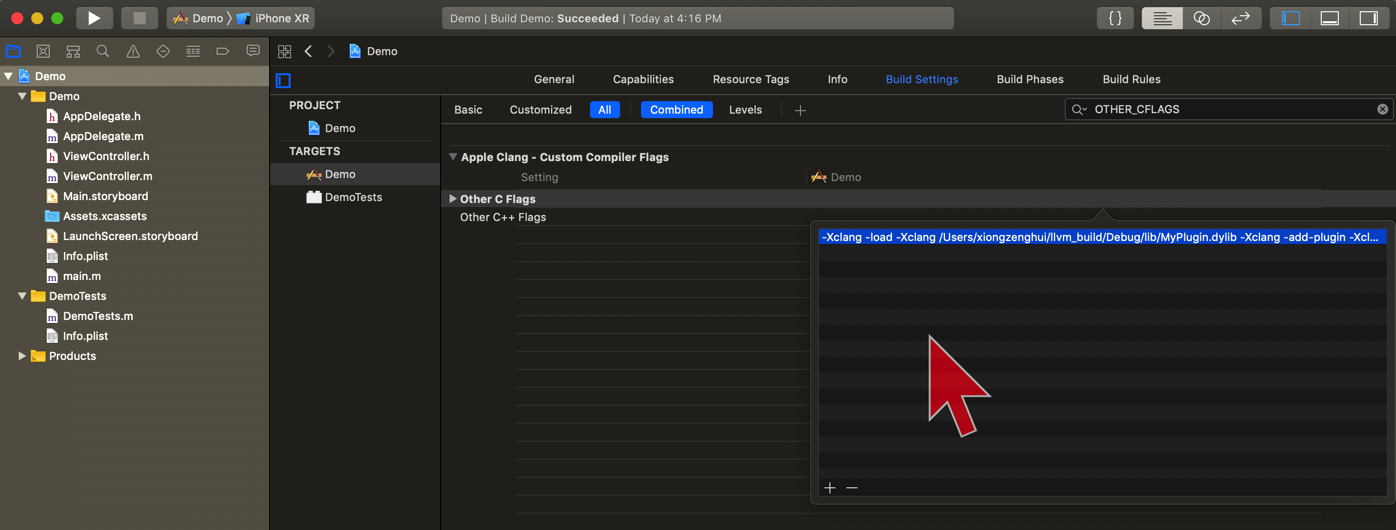 Demo 〉 iPhone XR
Demo | Build Demo: Succeeded | Today at 4:16 PM
{}
Demo
Demo
Demo
AppDelegate.h
AppDelegate.m
ViewController.h
ViewController.m
Main.storyboard
Assets.xcassets
LaunchScreen.storyboard
Info.plist
main.m
DemoTests
DemoTests.m
Info.plist
Products
General Capabilities Resource Tags Info Build Settings Build Phases Build Rules
PROJECT
Demo
TARGETS
Demo
DemoTests
Basic Customized All Combined Levels +
OTHER_CFLAGS
Apple Clang - Custom Compiler Flags
Setting Demo
Other C Flags
Other C++ Flags
-Xclang -load -Xclang /Users/xiongzenghui/llvm_build/Debug/lib/MyPlugin.dylib -Xclang -add-plugin -Xcl...
+ —